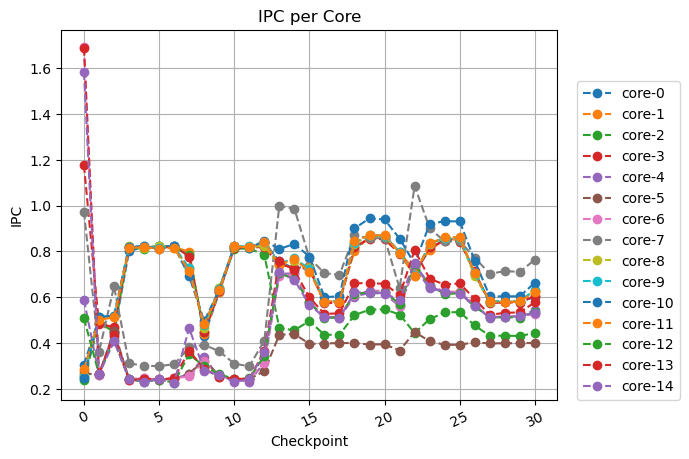 IPC per Core
IPC
1.6
1.4
1.2
1.0
0.8
0.6
0.4
0.2
0
5
10
15
20
25
30
Checkpoint
core-0
core-1
core-2
core-3
core-4
core-5
core-6
core-7
core-8
core-9
core-10
core-11
core-12
core-13
core-14